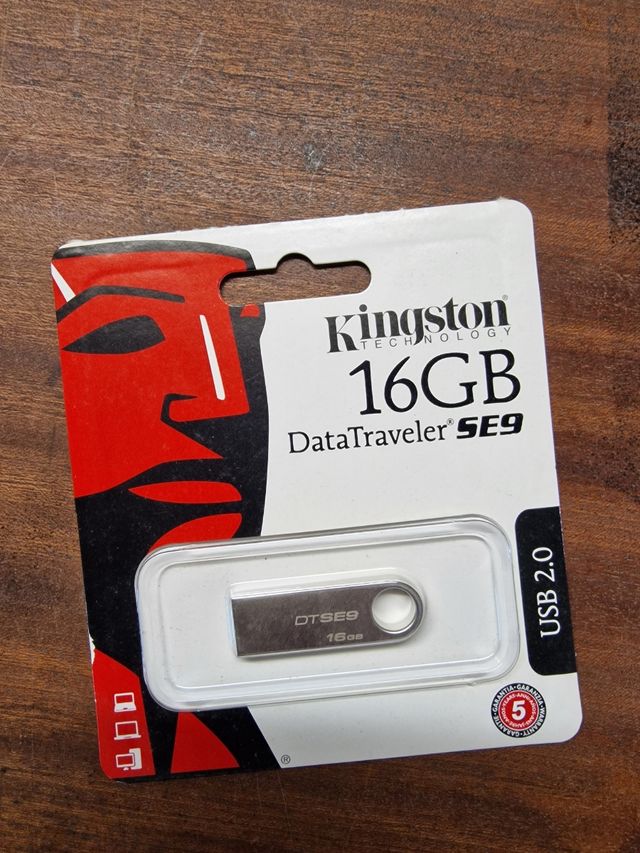 Kingston®
TECHNOLOGY
16GB
DataTraveler® SE9
DTSE9
16GB
USB 2.0
5
®